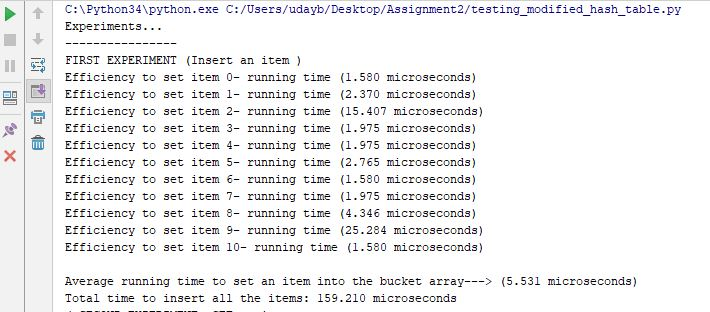 C:\Python34\python.exe C:/Users/udayb/Desktop/Assignment2/testing_modified_hash_table.py
Experiments...
----------------
FIRST EXPERIMENT (Insert an item )
Efficiency to set item 0- running time (1.580 microseconds)
Efficiency to set item 1- running time (2.370 microseconds)
Efficiency to set item 2- running time (15.407 microseconds)
Efficiency to set item 3- running time (1.975 microseconds)
Efficiency to set item 4- running time (1.975 microseconds)
Efficiency to set item 5- running time (2.765 microseconds)
Efficiency to set item 6- running time (1.580 microseconds)
Efficiency to set item 7- running time (1.975 microseconds)
Efficiency to set item 8- running time (4.346 microseconds)
Efficiency to set item 9- running time (25.284 microseconds)
Efficiency to set item 10- running time (1.580 microseconds)
Average running time to set an item into the bucket array---> (5.531 microseconds)
Total time to insert all the items: 159.210 microseconds